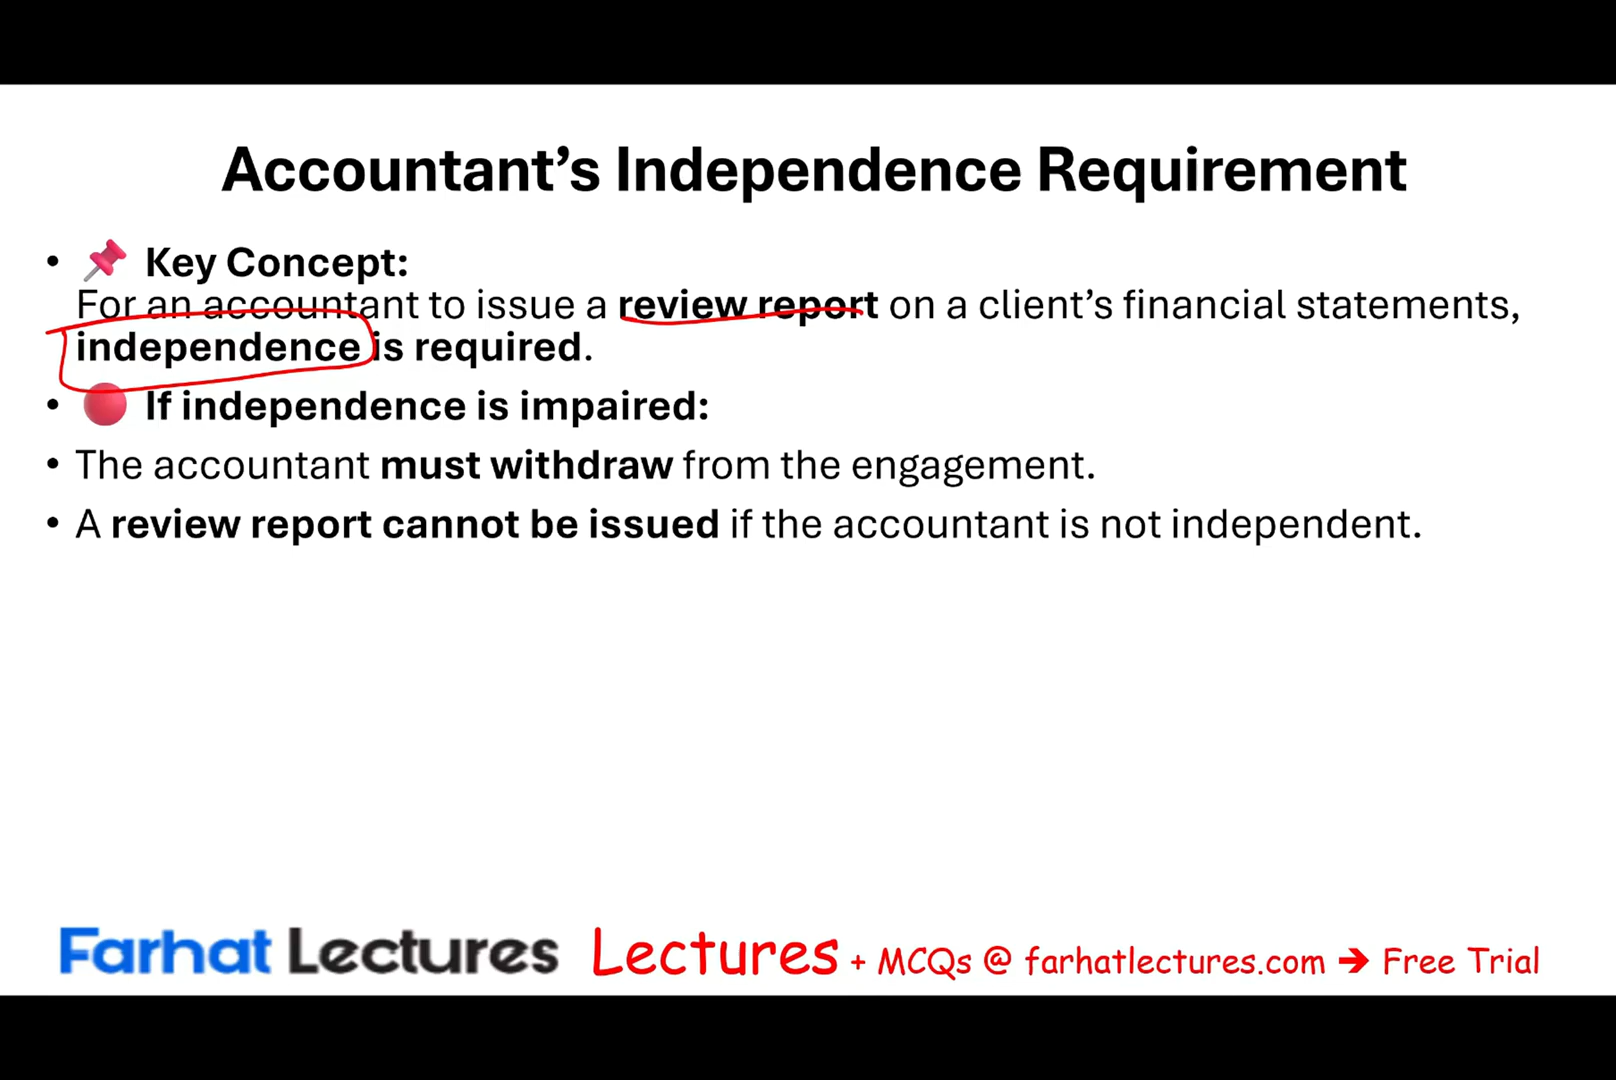 Accountant’s Independence Requirement
• 📌 Key Concept:
For an accountant to issue a review report on a client’s financial statements,
independence is required.
• 🔴 If independence is impaired:
• The accountant must withdraw from the engagement.
• A review report cannot be issued if the accountant is not independent.
Farhat Lectures Lectures + MCQs @ farhatlectures.com ➔ Free Trial